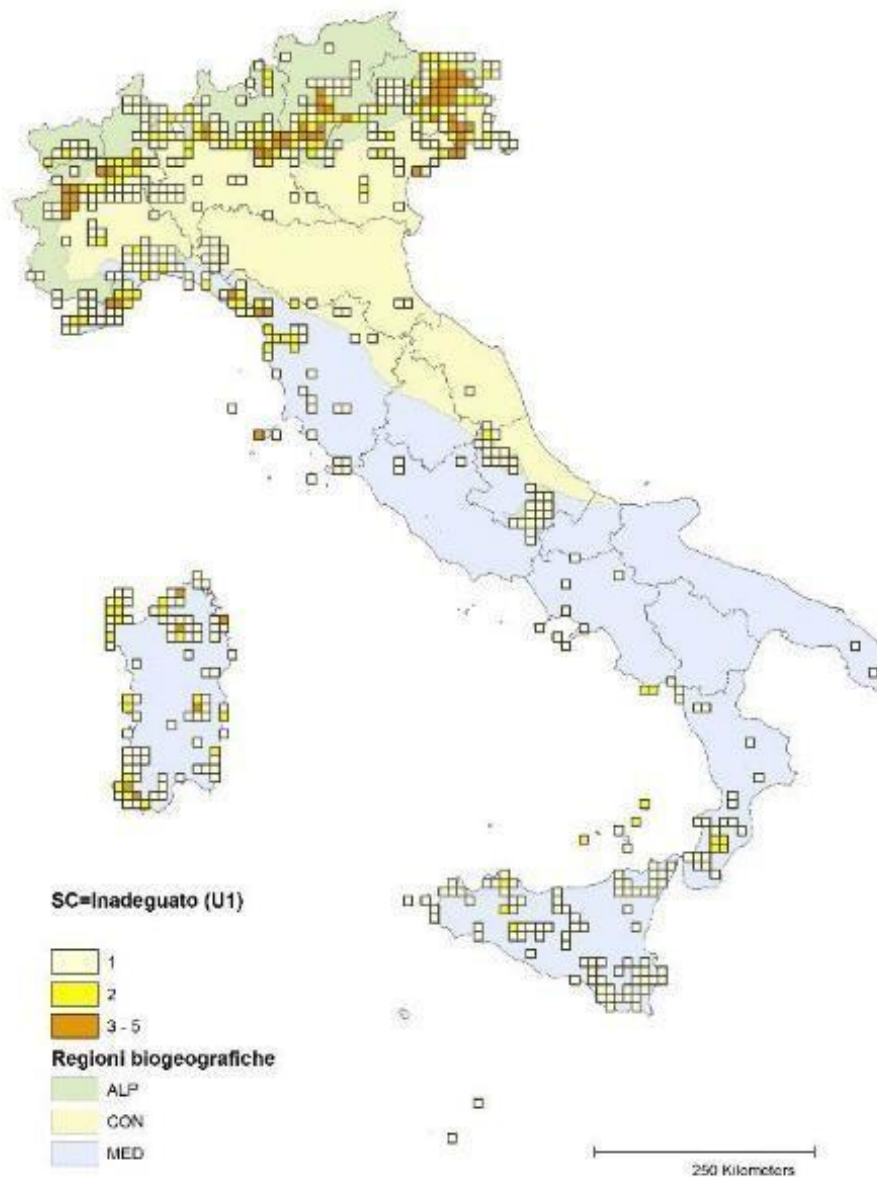 SC=Inadeguato (U1)
1
2
3 - 5
Regioni biogeografiche
ALP
CON
MED
250 Kilometers